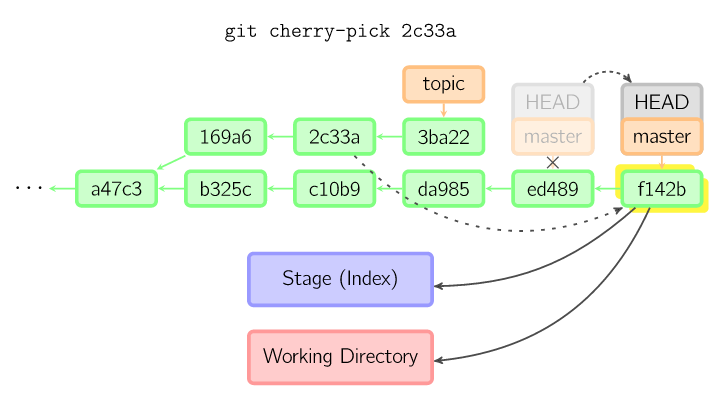 git cherry-pick 2c33a
topic
HEAD HEAD
169a6 2c33a 3ba22 master master
··· a47c3 b325c c10b9 da985 ed489 f142b
Stage (Index)
Working Directory